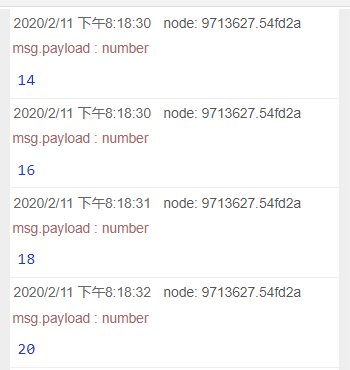 2020/2/11 下午8:18:30 node: 9713627.54fd2a
msg.payload : number
14
2020/2/11 下午8:18:30 node: 9713627.54fd2a
msg.payload : number
16
2020/2/11 下午8:18:31 node: 9713627.54fd2a
msg.payload : number
18
2020/2/11 下午8:18:32 node: 9713627.54fd2a
msg.payload : number
20